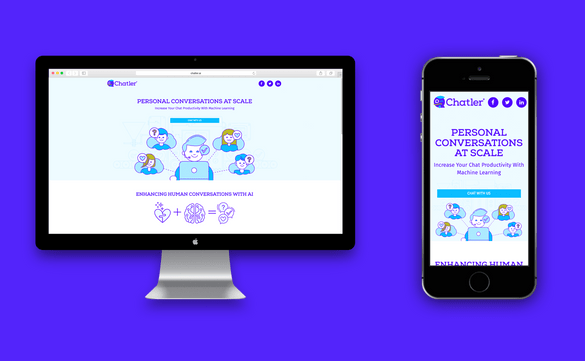 Chatler
PERSONAL CONVERSATIONS AT SCALE
Increase Your Chat Productivity With Machine Learning
CHAT WITH US
ENHANCING HUMAN CONVERSATIONS WITH AI
Chatler
PERSONAL
CONVERSATIONS
AT SCALE
Increase Your Chat Productivity With
Machine Learning
CHAT WITH US
ENHANCING HUMAN